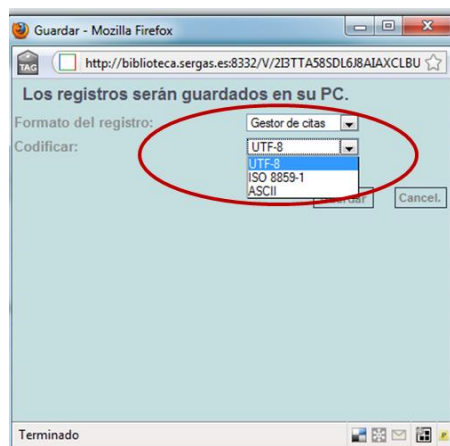 Guardar - Mozilla Firefox
TAG http://biblioteca.sergas.es:8332/V/2I3TTA58SDL6J8AIAXCLBU
Los registros serán guardados en su PC.
Formato del registro: Gestor de citas
Codificar: UTF-8
UTF-8
ISO 8859-1
ASCII
Guardar Cancel.
Terminado